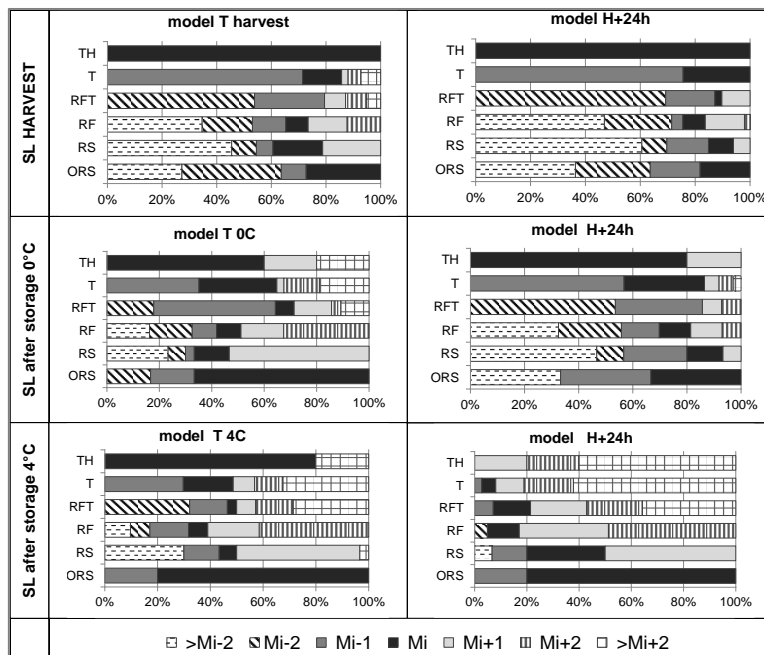 SL HARVEST
model T harvest
TH
T
RFT
RF
RS
ORS
0% 20% 40% 60% 80% 100%
model H+24h
TH
T
RFT
RF
RS
ORS
0% 20% 40% 60% 80% 100%
SL after storage 0°C
model T 0C
TH
T
RFT
RF
RS
ORS
0% 20% 40% 60% 80% 100%
model H+24h
TH
T
RFT
RF
RS
ORS
0% 20% 40% 60% 80% 100%
SL after storage 4°C
model T 4C
TH
T
RFT
RF
RS
ORS
0% 20% 40% 60% 80% 100%
model H+24h
TH
T
RFT
RF
RS
ORS
0% 20% 40% 60% 80% 100%
>Mi-2 Mi-2 Mi-1 Mi Mi+1 Mi+2 >Mi+2